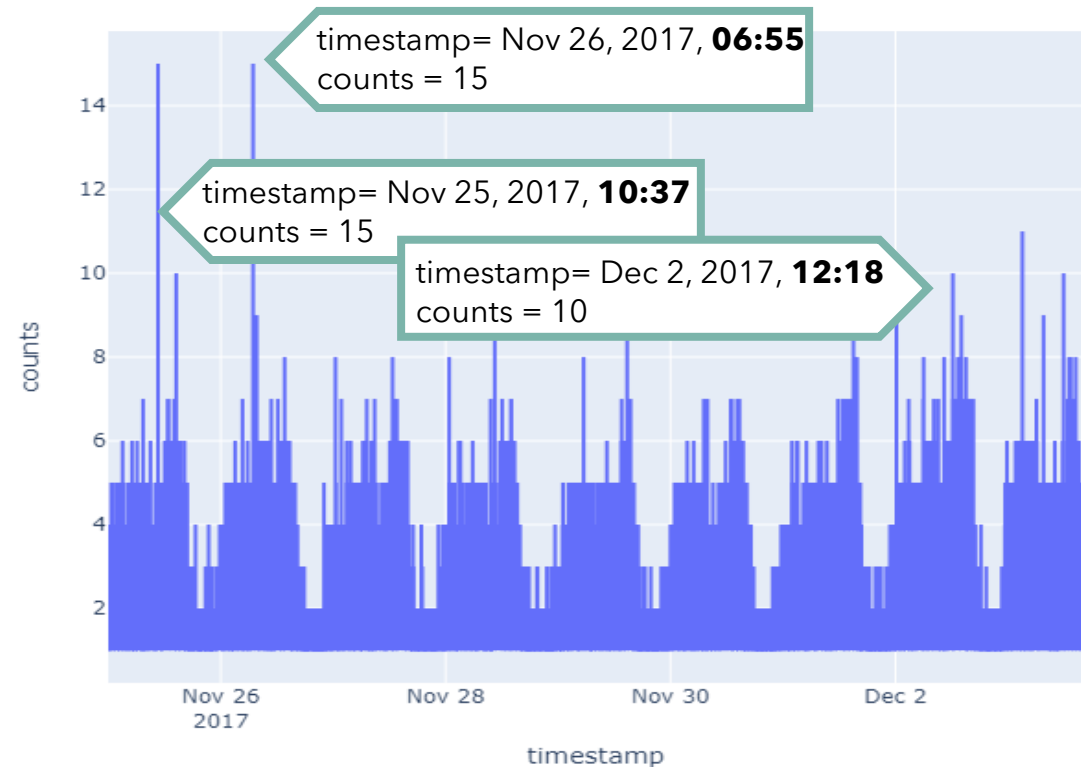 timestamp= Nov 26, 2017, 06:55
counts = 15
timestamp= Nov 25, 2017, 10:37
counts = 15
timestamp= Dec 2, 2017, 12:18
counts = 10
counts
14
12
10
8
6
4
2
Nov 26
2017
Nov 28
Nov 30
Dec 2
timestamp